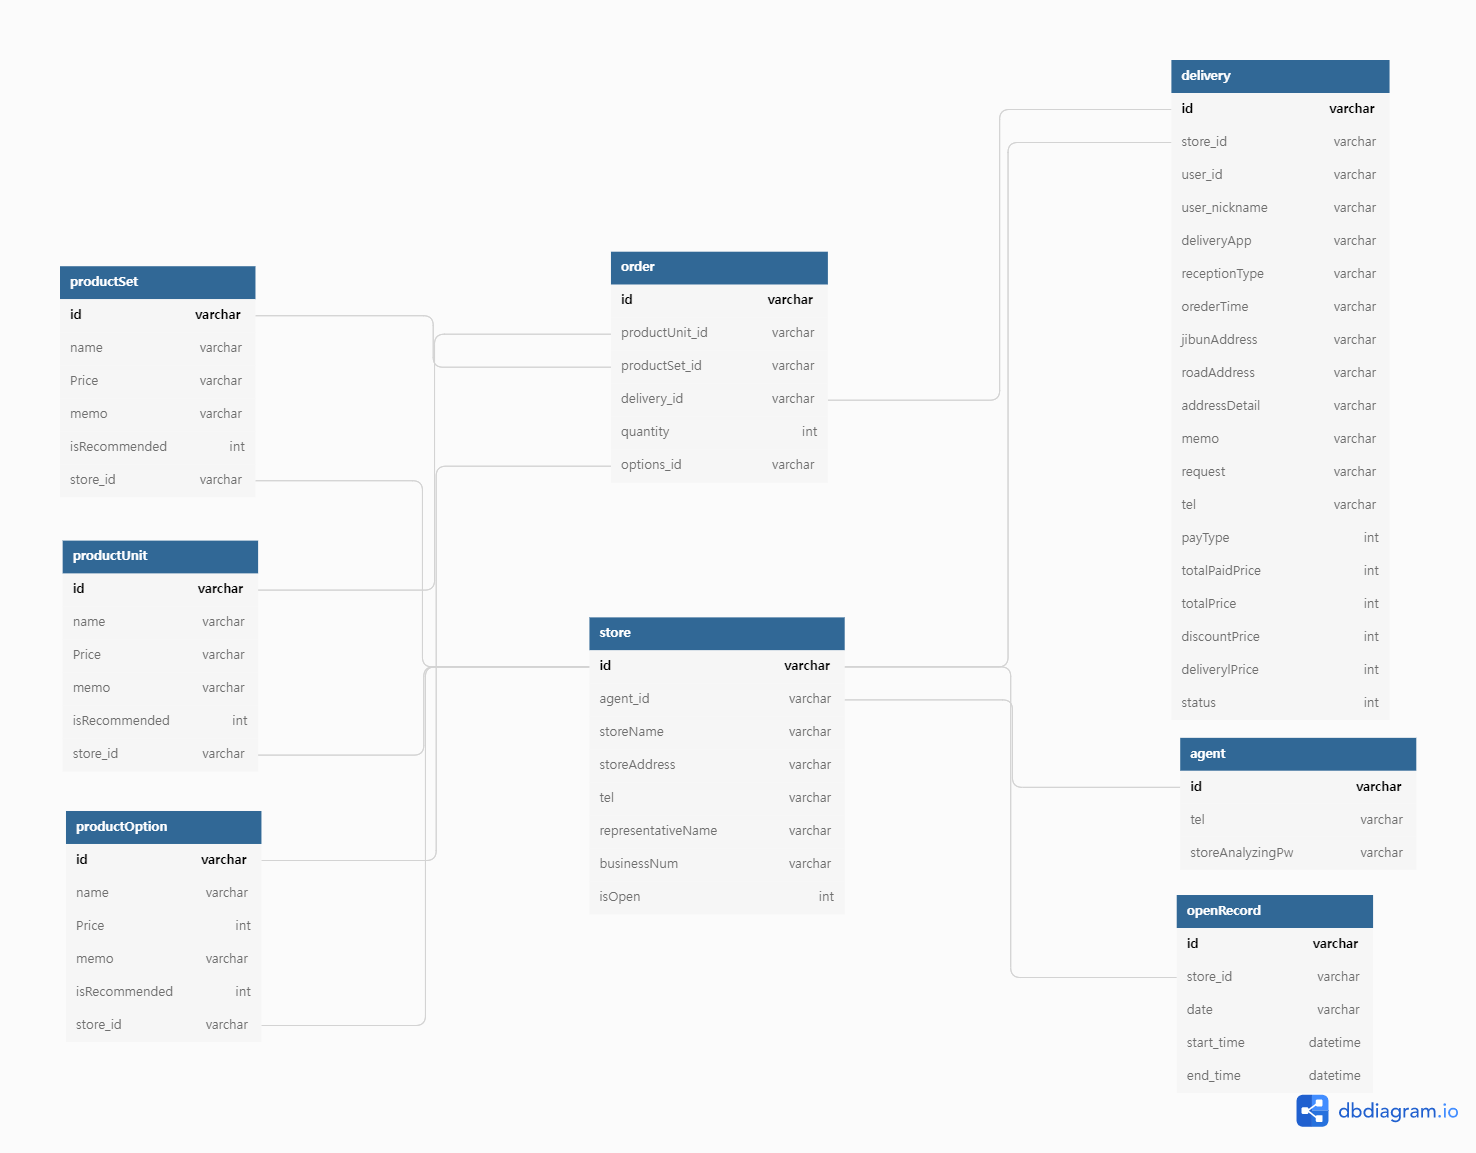 productSet
id varchar
name varchar
Price varchar
memo varchar
isRecommended int
store_id varchar
productUnit
id varchar
name varchar
Price varchar
memo varchar
isRecommended int
store_id varchar
productOption
id varchar
name varchar
Price int
memo varchar
isRecommended int
store_id varchar
order
id varchar
productUnit_id varchar
productSet_id varchar
delivery_id varchar
quantity int
options_id varchar
store
id varchar
agent_id varchar
storeName varchar
storeAddress varchar
tel varchar
representativeName varchar
businessNum varchar
isOpen int
delivery
id varchar
store_id varchar
user_id varchar
user_nickname varchar
deliveryApp varchar
receptionType varchar
orederTime varchar
jibunAddress varchar
roadAddress varchar
addressDetail varchar
memo varchar
request varchar
tel varchar
payType int
totalPaidPrice int
totalPrice int
discountPrice int
deliverylPrice int
status int
agent
id varchar
tel varchar
storeAnalyzingPw varchar
openRecord
id varchar
store_id varchar
date varchar
start_time datetime
end_time datetime
dbdiagram.io